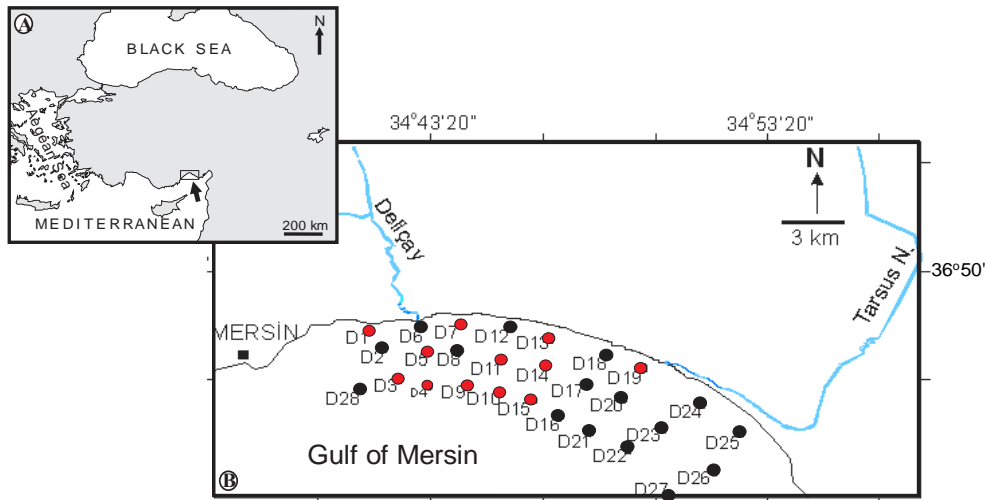 A
N
BLACK SEA
Aegean Sea
MEDITERRANEAN
200 km
34°43'20"
34°53'20"
N
3 km
Deliçay
Tarsus N.
36°50'
MERSİN
D1
D6
D7
D12
D13
D2
D5
D8
D11
D14
D18
D19
D28
D3
D4
D9
D10
D15
D17
D20
D24
D16
D21
D22
D23
D25
D26
D27
Gulf of Mersin
B